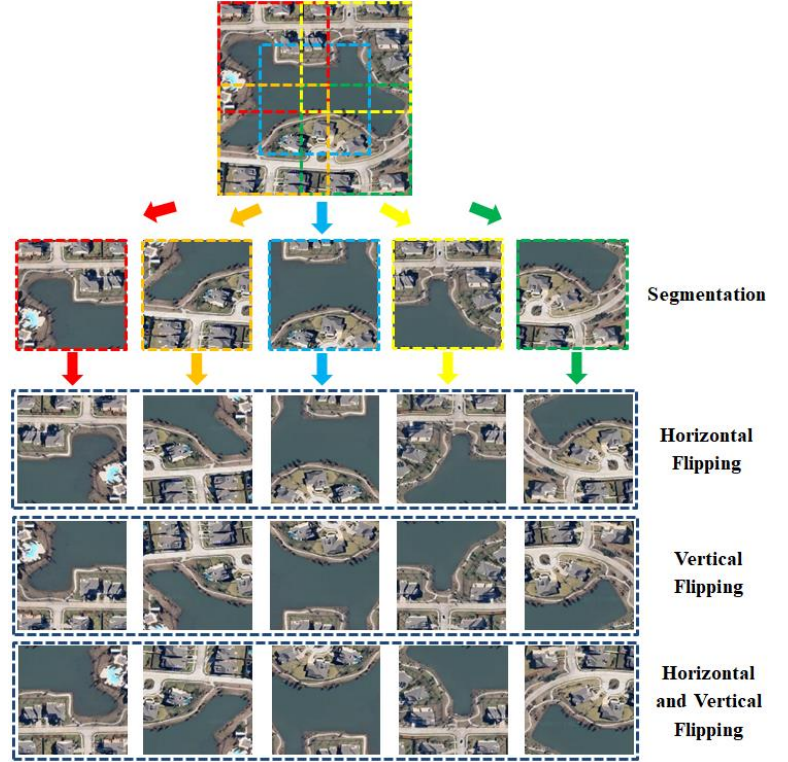 Segmentation
Horizontal
Flipping
Vertical
Flipping
Horizontal
and Vertical
Flipping